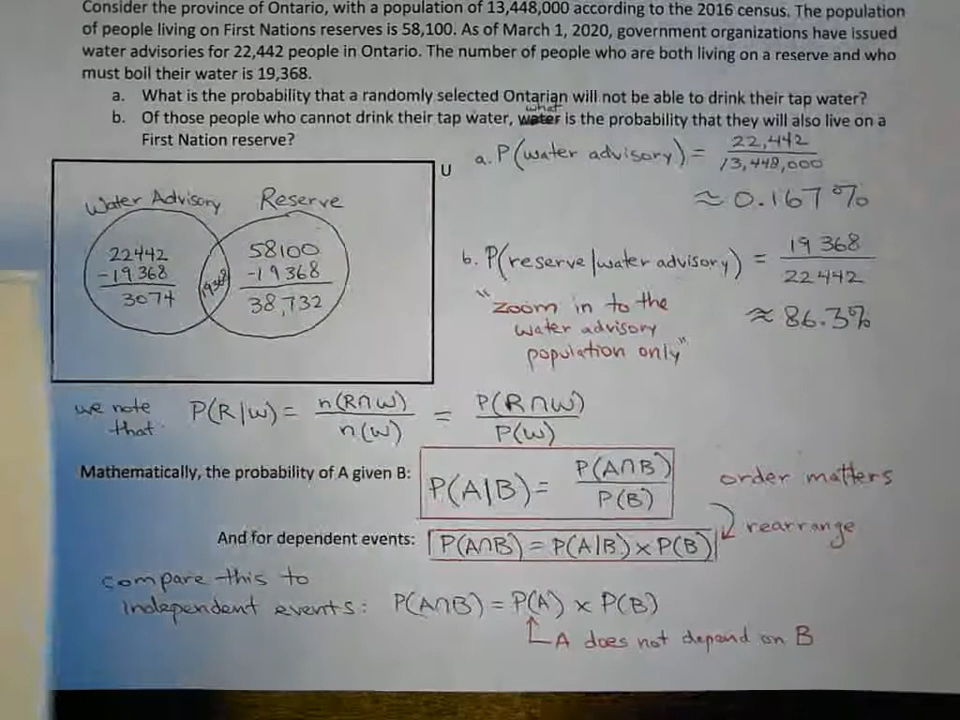 Consider the province of Ontario, with a population of 13,448,000 according to the 2016 census. The population
of people living on First Nations reserves is 58,100. As of March 1, 2020, government organizations have issued
water advisories for 22,442 people in Ontario. The number of people who are both living on a reserve and who
must boil their water is 19,368.
a. What is the probability that a randomly selected Ontarian will not be able to drink their tap water?
what
b. Of those people who cannot drink their tap water, water is the probability that they will also live on a
First Nation reserve?
a. P(water advisory) = 22,442 / 13,448,000
≈ 0.167%
U
Water Advisory Reserve
22442
-19368
3074
19368
58100
-19368
38,732
b. P(reserve|water advisory) = 19 368 / 22442
≈ 86.3%
"Zoom in to the
water advisory
population only"
we note that: P(R|W) = n(R∩W) / n(W) = P(R∩W) / P(W)
Mathematically, the probability of A given B: P(A|B) = P(A∩B) / P(B)
order matters
rearrange
And for dependent events: P(A∩B) = P(A|B) × P(B)
compare this to
independent events: P(A∩B) = P(A) × P(B)
A does not depend on B